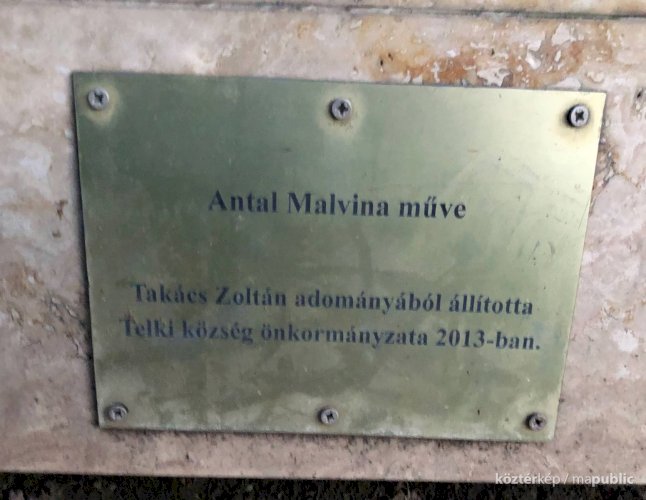 Antal Malvina műve
Takács Zoltán adományából állította
Telki község önkormányzata 2013-ban.
köztérkép / mapublic